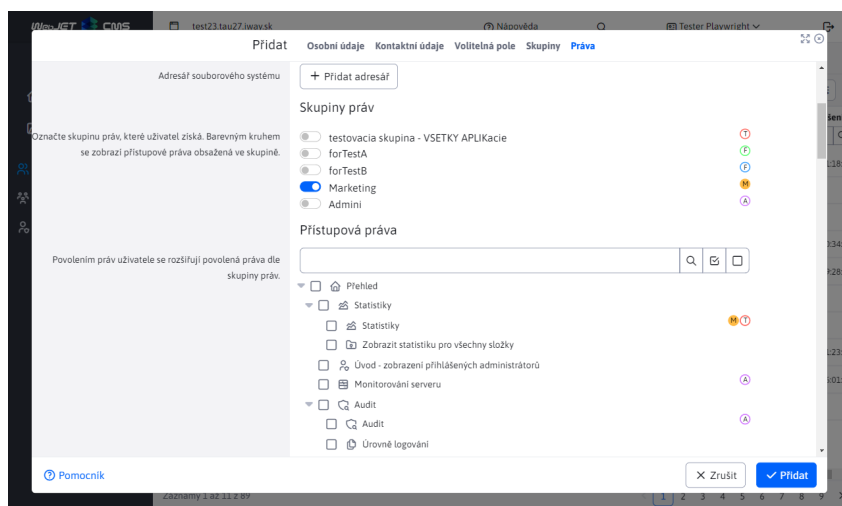 WebJET CMS test23.tau27.iway.sk Nápověda Tester Playwright
Přidat Osobní údaje Kontaktní údaje Volitelná pole Skupiny Práva
Adresář souborového systému + Přidat adresář
Skupiny práv
Označte skupinu práv, které uživatel získá. Barevným kruhem
se zobrazí přístupové práva obsažená ve skupině.
testovacia skupina - VSETKY APLIKacie T
forTestA F
forTestB F
Marketing M
Admini A
Přístupová práva
Povolením práv uživatele se rozšiřují povolená práva dle
skupiny práv.
Přehled
Statistiky
Statistiky M T
Zobrazit statistiku pro všechny složky
Úvod - zobrazení přihlášených administrátorů
Monitorování serveru A
Audit
Audit A
Úrovně logování
Pomocník Zrušit Přidat
Záznamy 1 až 11 z 89 1 2 3 4 5 6 7 8 9